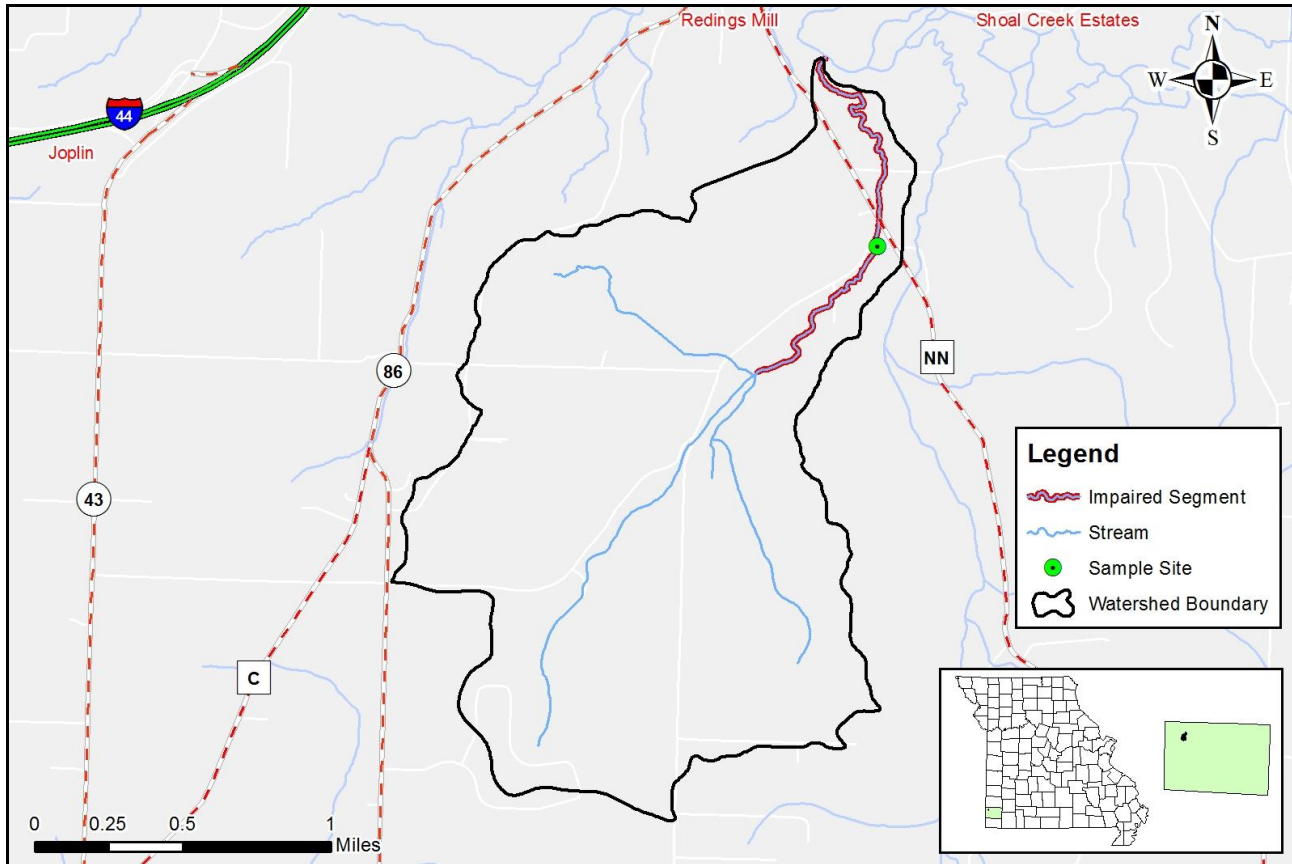 Redings Mill
Shoal Creek Estates
N
W
E
S
44
Joplin
86
NN
43
C
Legend
Impaired Segment
Stream
Sample Site
Watershed Boundary
0 0.25 0.5 1
Miles